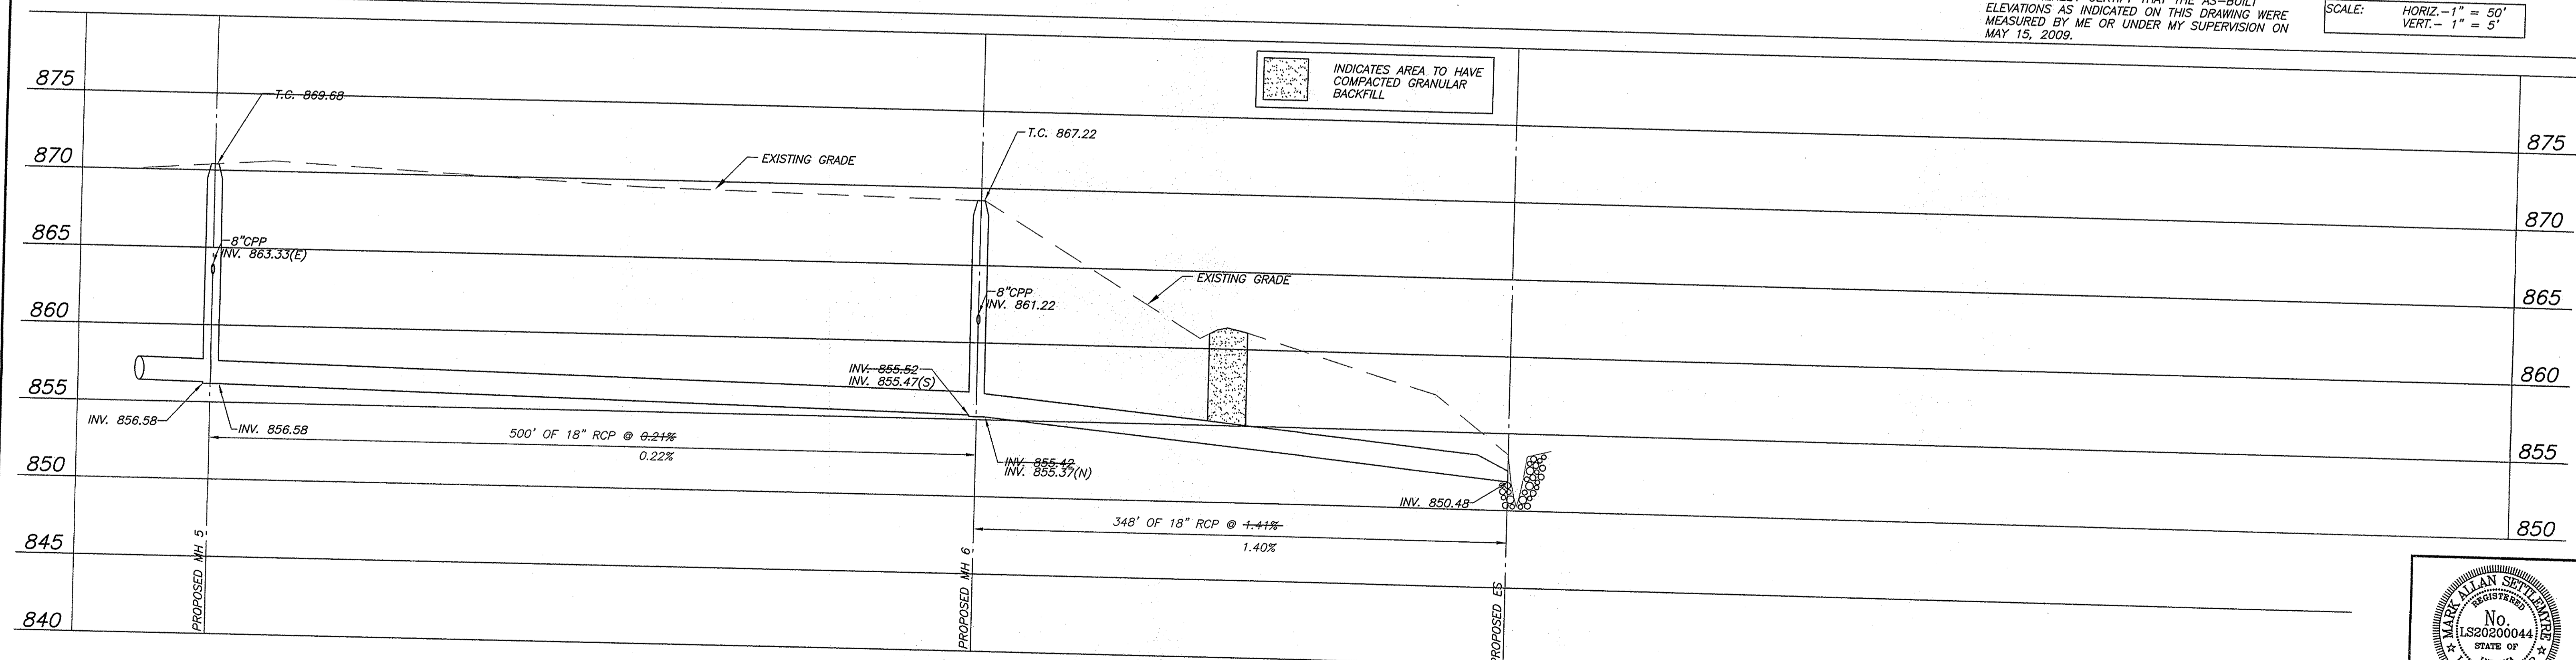 CERTIFY THAT THE AS-BUILT
ELEVATIONS AS INDICATED ON THIS DRAWING WERE
MEASURED BY ME OR UNDER MY SUPERVISION ON
MAY 15, 2009.
SCALE: HORIZ.-1" = 50'
VERT.- 1" = 5'
INDICATES AREA TO HAVE
COMPACTED GRANULAR
BACKFILL
875
870
865
860
855
850
845
840
T.C. 869.68
EXISTING GRADE
T.C. 867.22
8"CPP
INV. 863.33(E)
8"CPP
INV. 861.22
EXISTING GRADE
INV. 855.52
INV. 855.47(S)
INV. 856.58
INV. 856.58
500' OF 18" RCP @ 0.21%
0.22%
INV. 855.42
INV. 855.37(N)
INV. 850.48
348' OF 18" RCP @ 1.41%
1.40%
PROPOSED MH 5
PROPOSED MH 6
PROPOSED ES
875
870
865
860
855
850
MARK ALLAN SETTLEMYRE
REGISTERED
No.
LS20200044
STATE OF